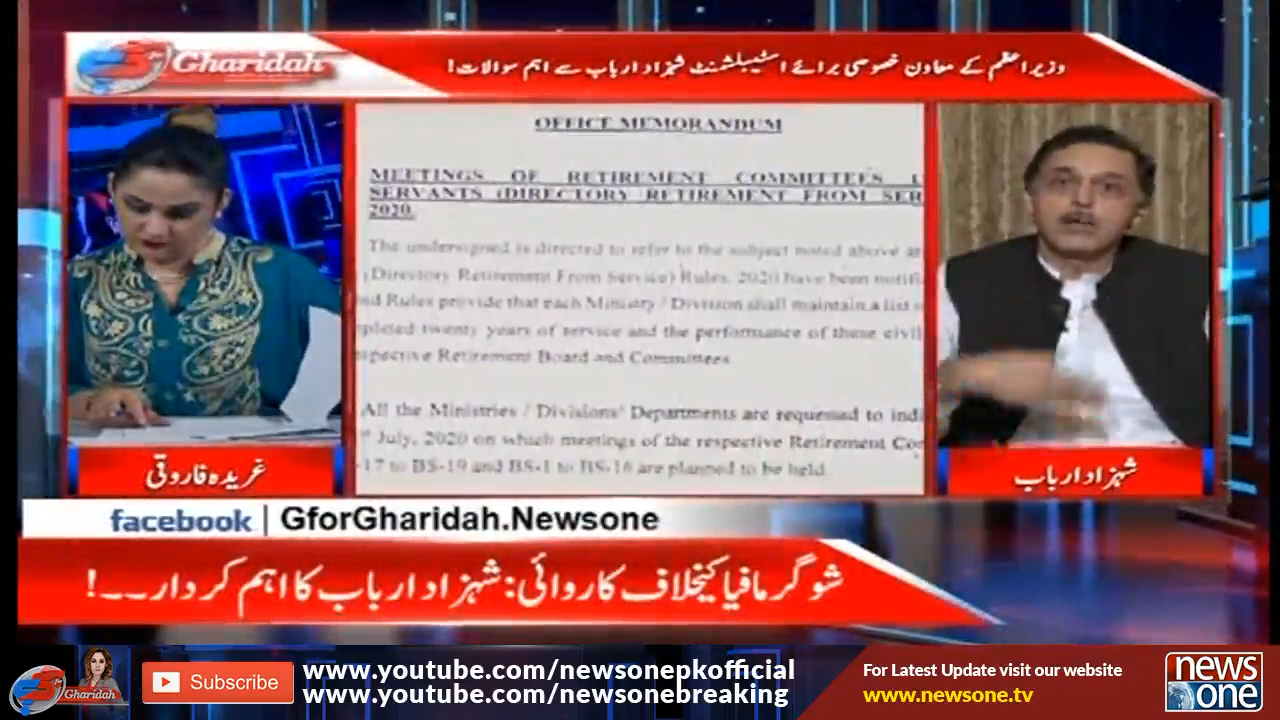 G for Gharidah
وزیراعظم کے معاون خصوصی برائے اسٹیبلشمنٹ شہزاد ارباب سے اہم سوالات!
OFFICE MEMORANDUM
MEETINGS OF RETIREMENT COMMITTEES
SERVANTS (DIRECTORY RETIREMENT FROM SER
2020.
The undersigned is directed to refer to the subject noted above
(Directory Retirement From Service) Rules, 2020 have been notifi
Rules provide that each Ministry / Division shall maintain a list
pleted twenty years of service and the performance of these civil
spective Retirement Board and Committees
All the Ministries / Divisions' Departments are requested to indi
July, 2020 on which meetings of the respective Retirement Co
-17 to BS-19 and BS-1 to BS-16 are planned to be held.
غریدہ فاروقی
شہزاد ارباب
facebook | GforGharidah.Newsone
شوگر مافیا کیخلاف کاروائی: شہزاد ارباب کا اہم کردار۔۔۔!
G for Gharidah
Subscribe
www.youtube.com/newsonepkofficial
www.youtube.com/newsonebreaking
For Latest Update visit our website
www.newsone.tv
news one